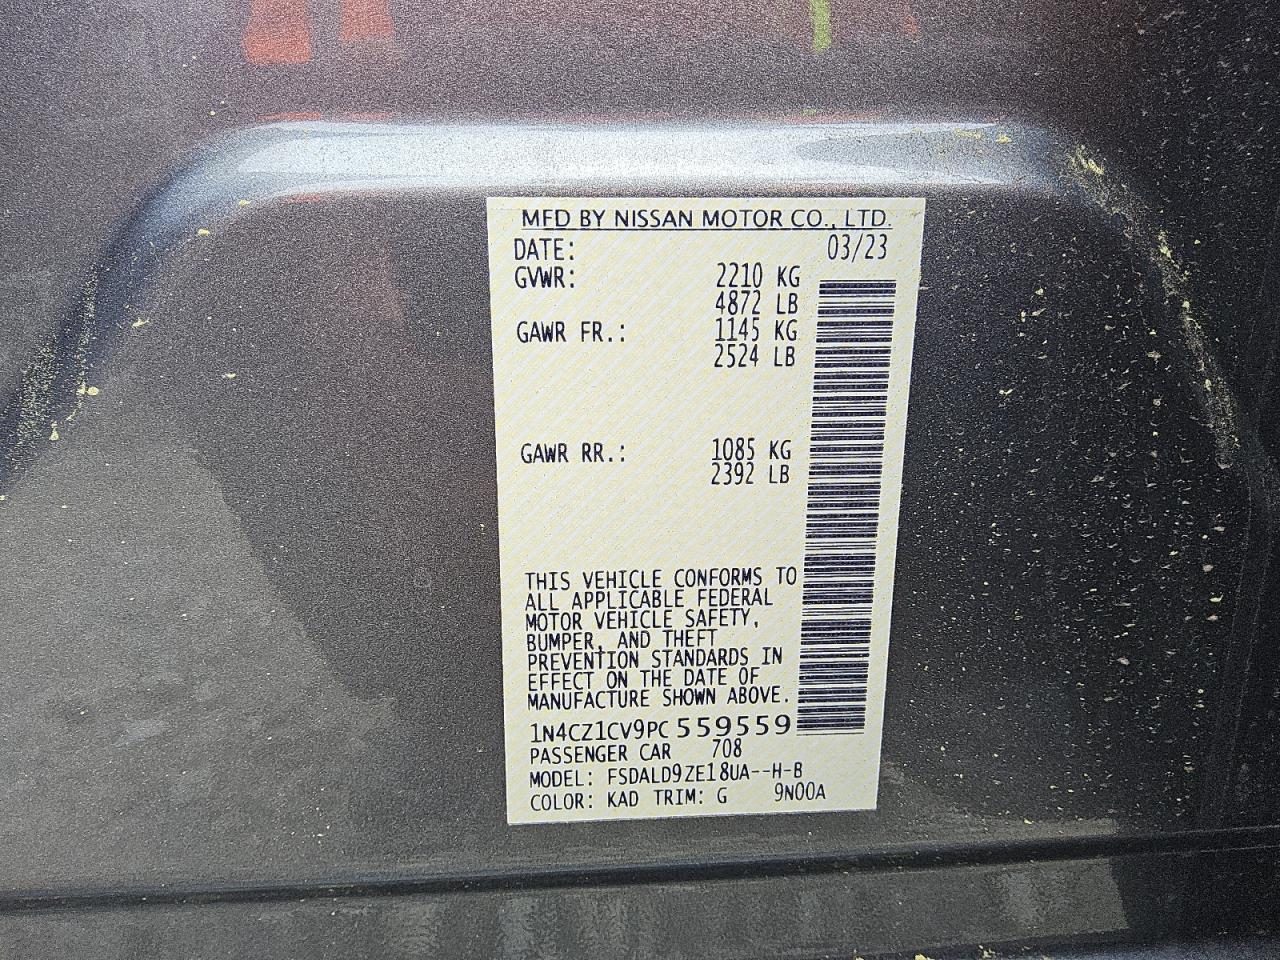 MFD BY NISSAN MOTOR CO., LTD.
DATE: 03/23
GVWR: 2210 KG
4872 LB
GAWR FR.: 1145 KG
2524 LB
GAWR RR.: 1085 KG
2392 LB
THIS VEHICLE CONFORMS TO
ALL APPLICABLE FEDERAL
MOTOR VEHICLE SAFETY,
BUMPER, AND THEFT
PREVENTION STANDARDS IN
EFFECT ON THE DATE OF
MANUFACTURE SHOWN ABOVE.
1N4CZ1CV9PC559559
PASSENGER CAR 708
MODEL: FSDALD9ZE18UA--H-B
COLOR: KAD TRIM: G 9N00A